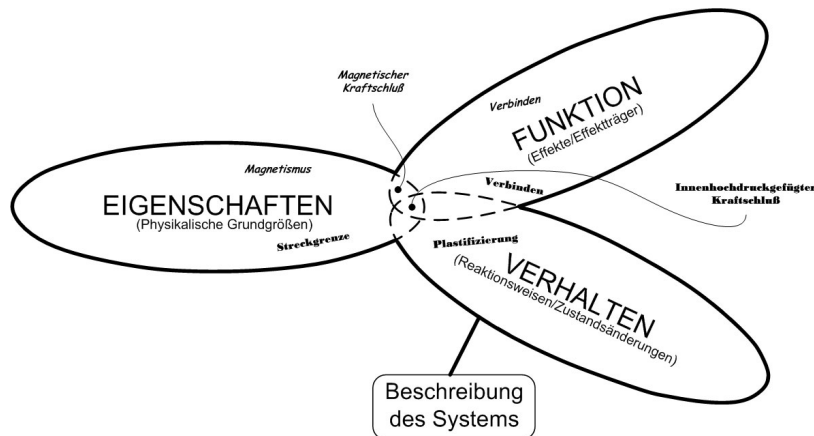 Magnetischer
Kraftschluß
Verbinden
FUNKTION
(Effekte/Effektträger)
Magnetismus
EIGENSCHAFTEN
(Physikalische Grundgrößen)
Streckgrenze
Verbinden
Innenhochdruckgefügter
Kraftschluß
Plastifizierung
VERHALTEN
(Reaktionsweisen/Zustandsänderungen)
Beschreibung
des Systems